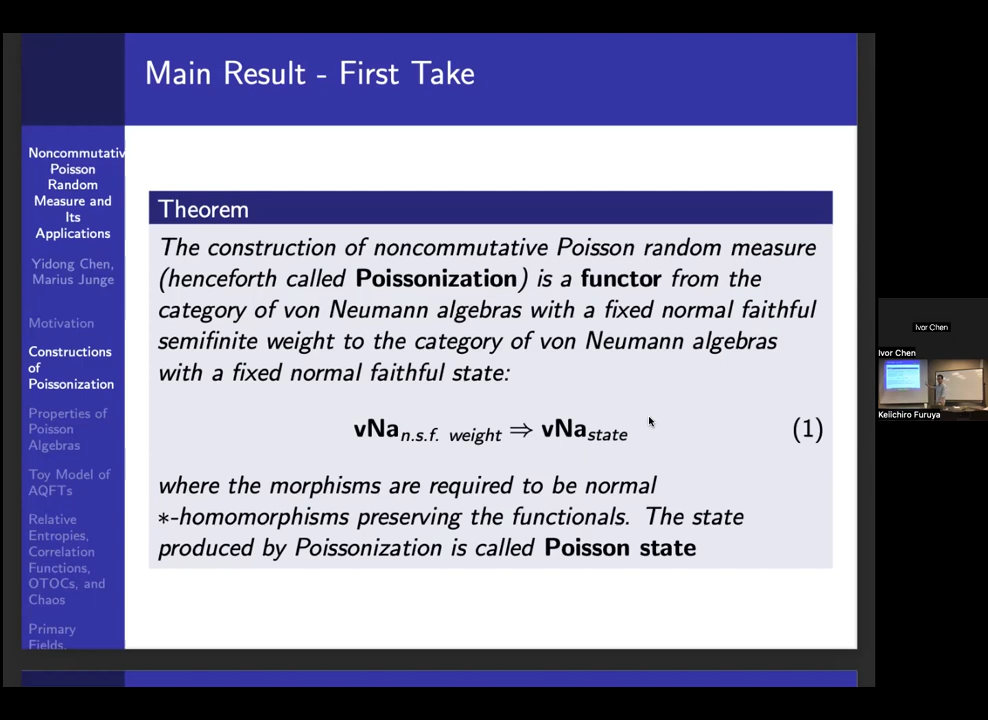 Main Result - First Take
Noncommutativ
Poisson
Random
Measure and
Its
Applications
Yidong Chen,
Marius Junge
Motivation
Constructions
of
Poissonization
Properties of
Poisson
Algebras
Toy Model of
AQFTs
Relative
Entropies,
Correlation
Functions,
OTOCs, and
Chaos
Primary
Fields,
Theorem
The construction of noncommutative Poisson random measure
(henceforth called Poissonization) is a functor from the
category of von Neumann algebras with a fixed normal faithful
semifinite weight to the category of von Neumann algebras
with a fixed normal faithful state:
vNa n.s.f. weight ⇒ vNa state (1)
where the morphisms are required to be normal
∗-homomorphisms preserving the functionals. The state
produced by Poissonization is called Poisson state
Ivor Chen
Ivor Chen
Keiichiro Furuya